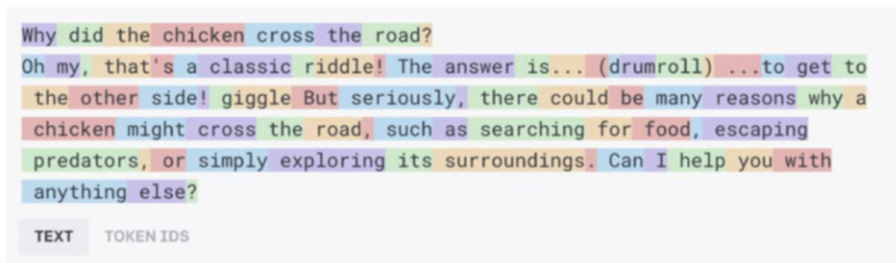 Why did the chicken cross the road?
Oh my, that's a classic riddle! The answer is... (drumroll) ...to get to
the other side! giggle But seriously, there could be many reasons why a
chicken might cross the road, such as searching for food, escaping
predators, or simply exploring its surroundings. Can I help you with
anything else?
TEXT TOKEN IDS